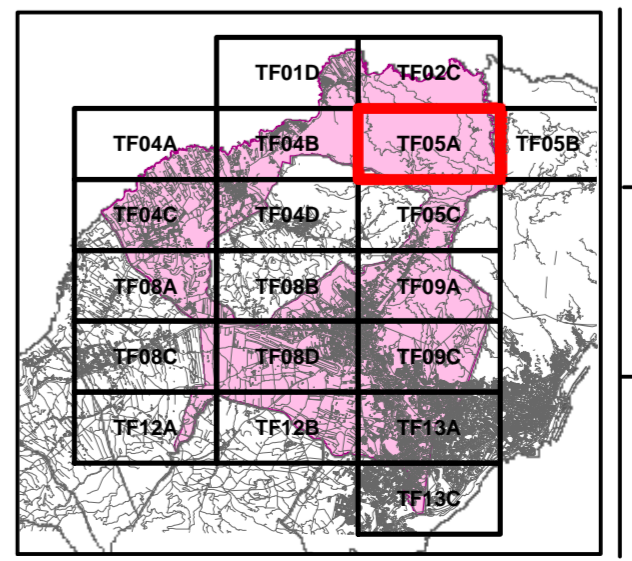 TF01D TF02C
TF04A TF04B TF05A TF05B
TF04C TF04D TF05C
TF08A TF08B TF09A
TF08C TF08D TF09C
TF12A TF12B TF13A
TF13C